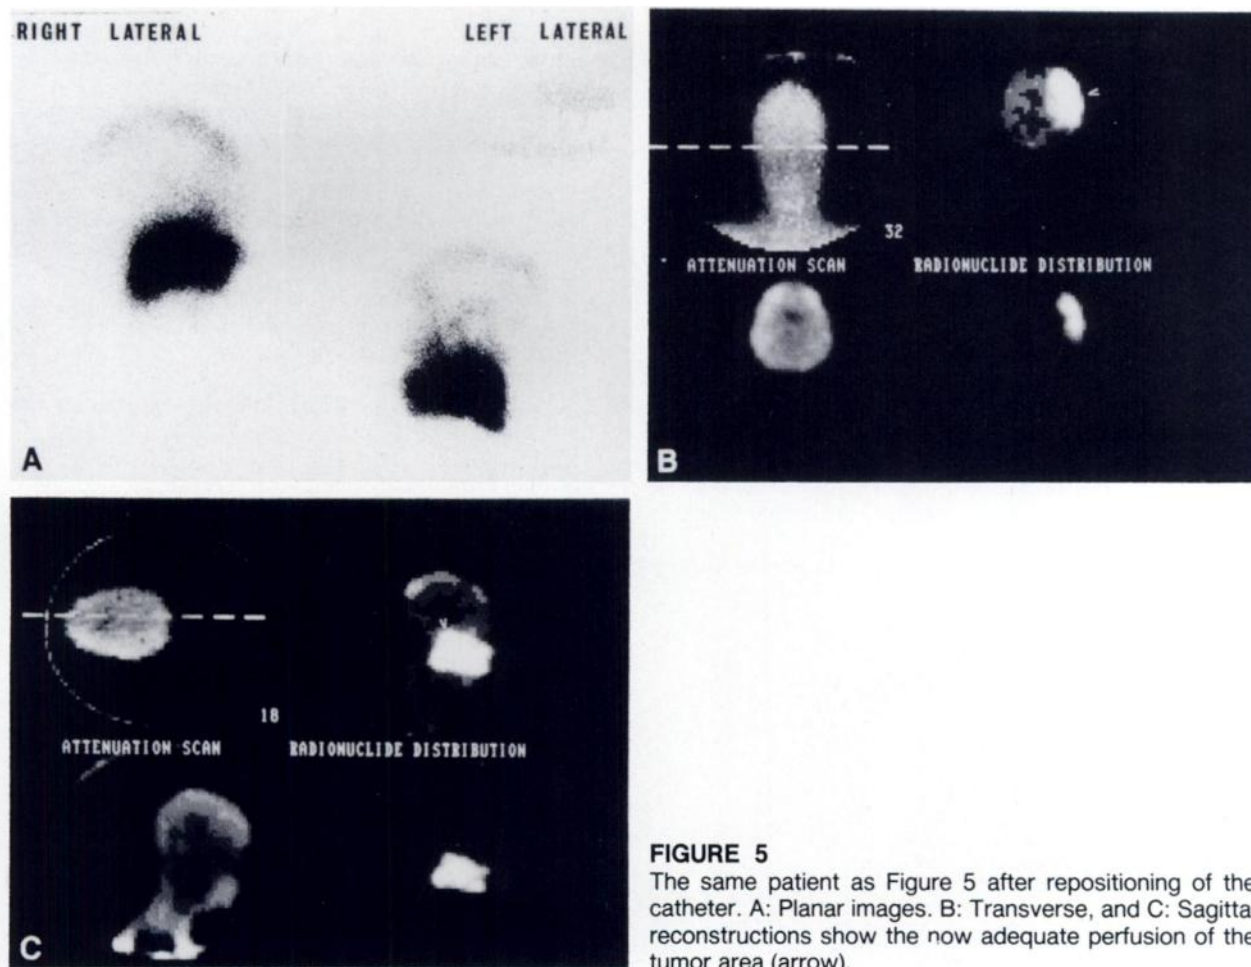 RIGHT LATERAL
LEFT LATERAL
A
32
ATTENUATION SCAN
RADIONUCLIDE DISTRIBUTION
B
18
ATTENUATION SCAN
RADIONUCLIDE DISTRIBUTION
C
FIGURE 5
The same patient as Figure 5 after repositioning of the
catheter. A: Planar images. B: Transverse, and C: Sagitta
reconstructions show the now adequate perfusion of the
tumor area (arrow).